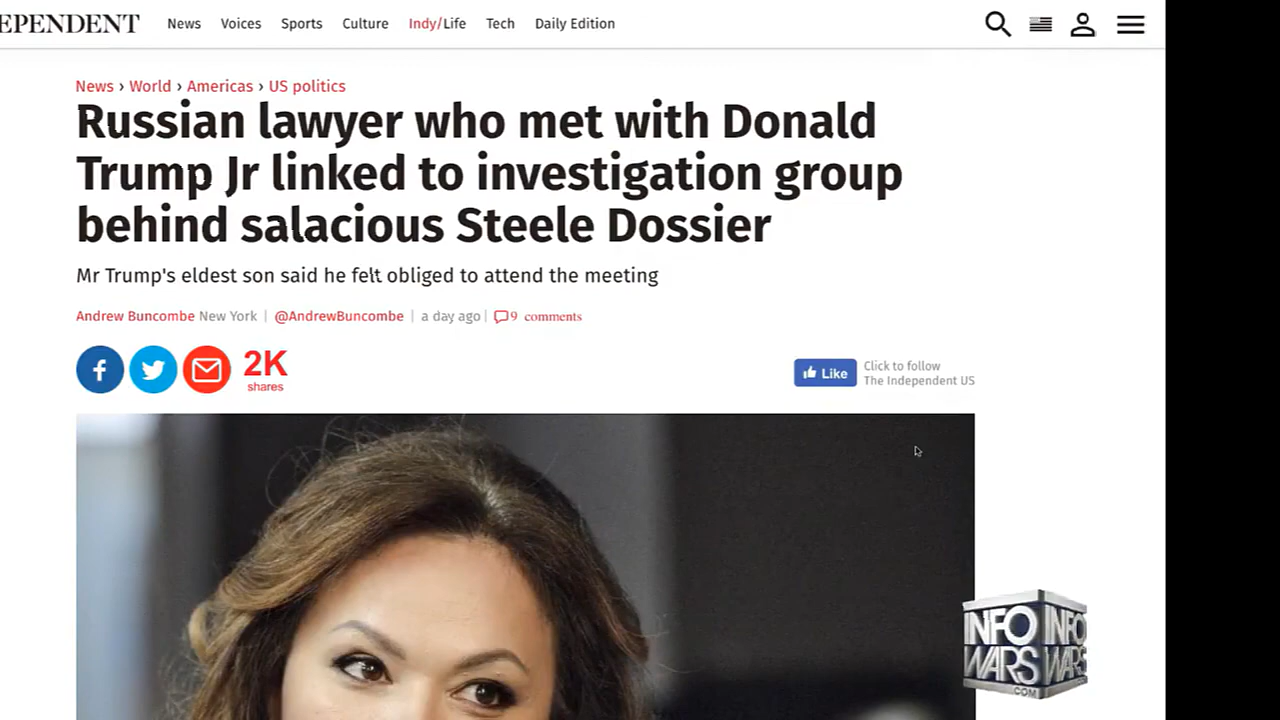 EPENDENT News Voices Sports Culture Indy/Life Tech Daily Edition
News › World › Americas › US politics
Russian lawyer who met with Donald
Trump Jr linked to investigation group
behind salacious Steele Dossier
Mr Trump's eldest son said he felt obliged to attend the meeting
Andrew Buncombe New York | @AndrewBuncombe | a day ago | 9 comments
2K
shares
Like
Click to follow
The Independent US
INFO INFO
WARS WARS
.COM